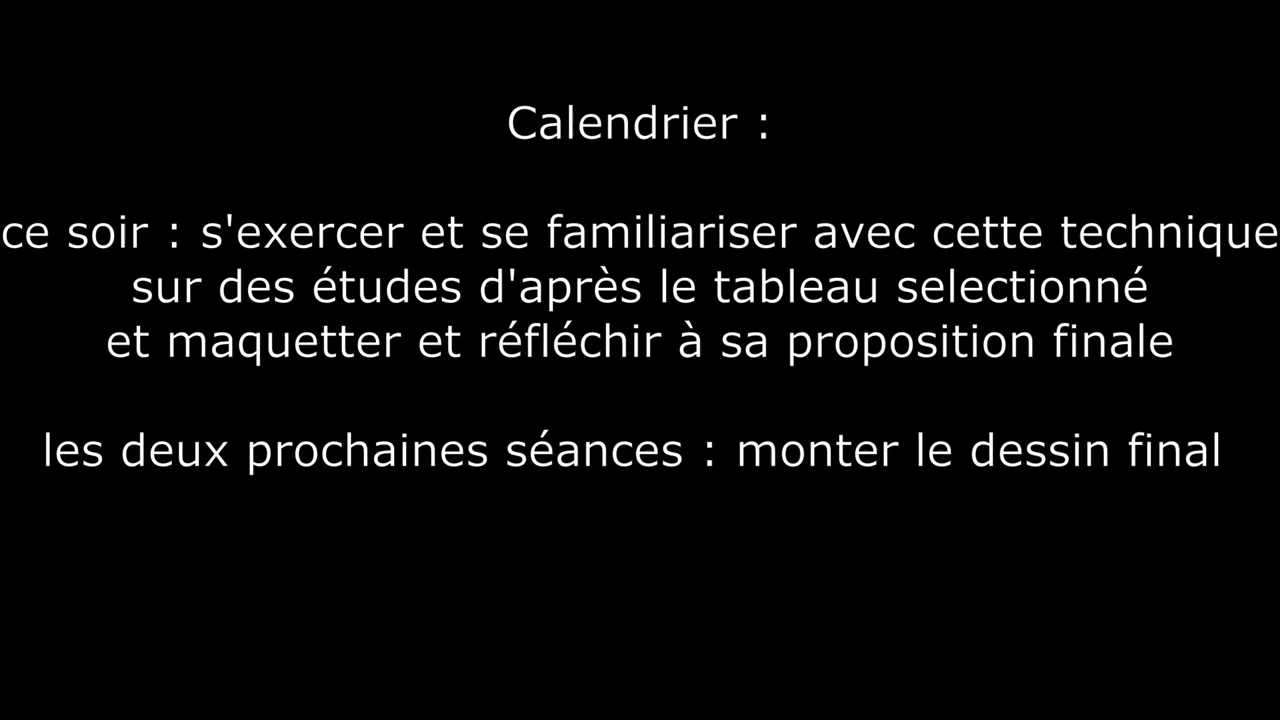 Calendrier :
ce soir : s'exercer et se familiariser avec cette technique
sur des études d'après le tableau selectionné
et maquetter et réfléchir à sa proposition finale
les deux prochaines séances : monter le dessin final